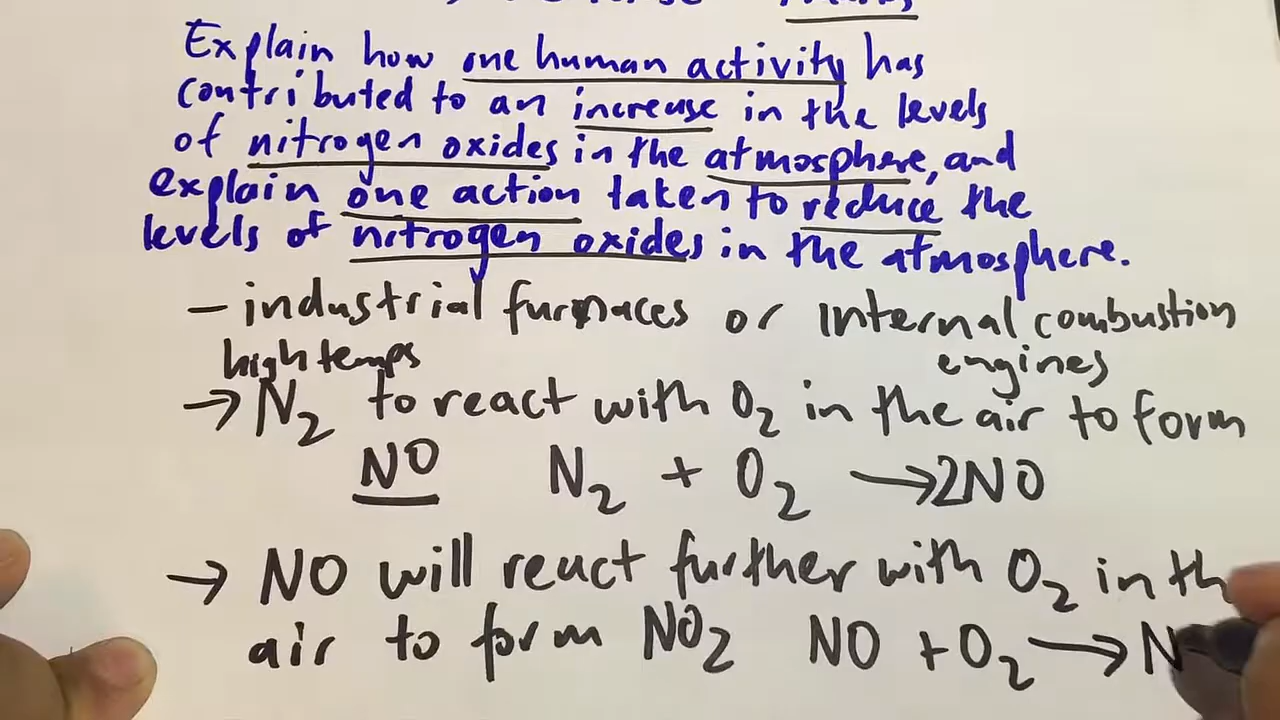 Explain how one human activity has
contributed to an increase in the levels
of nitrogen oxides in the atmosphere, and
explain one action taken to reduce the
levels of nitrogen oxides in the atmosphere.
- industrial furnaces or internal combustion
high temps engines
→ N₂ to react with O₂ in the air to form
NO N₂ + O₂ → 2NO
→ NO will react further with O₂ in th
air to form NO₂ NO + O₂ → N